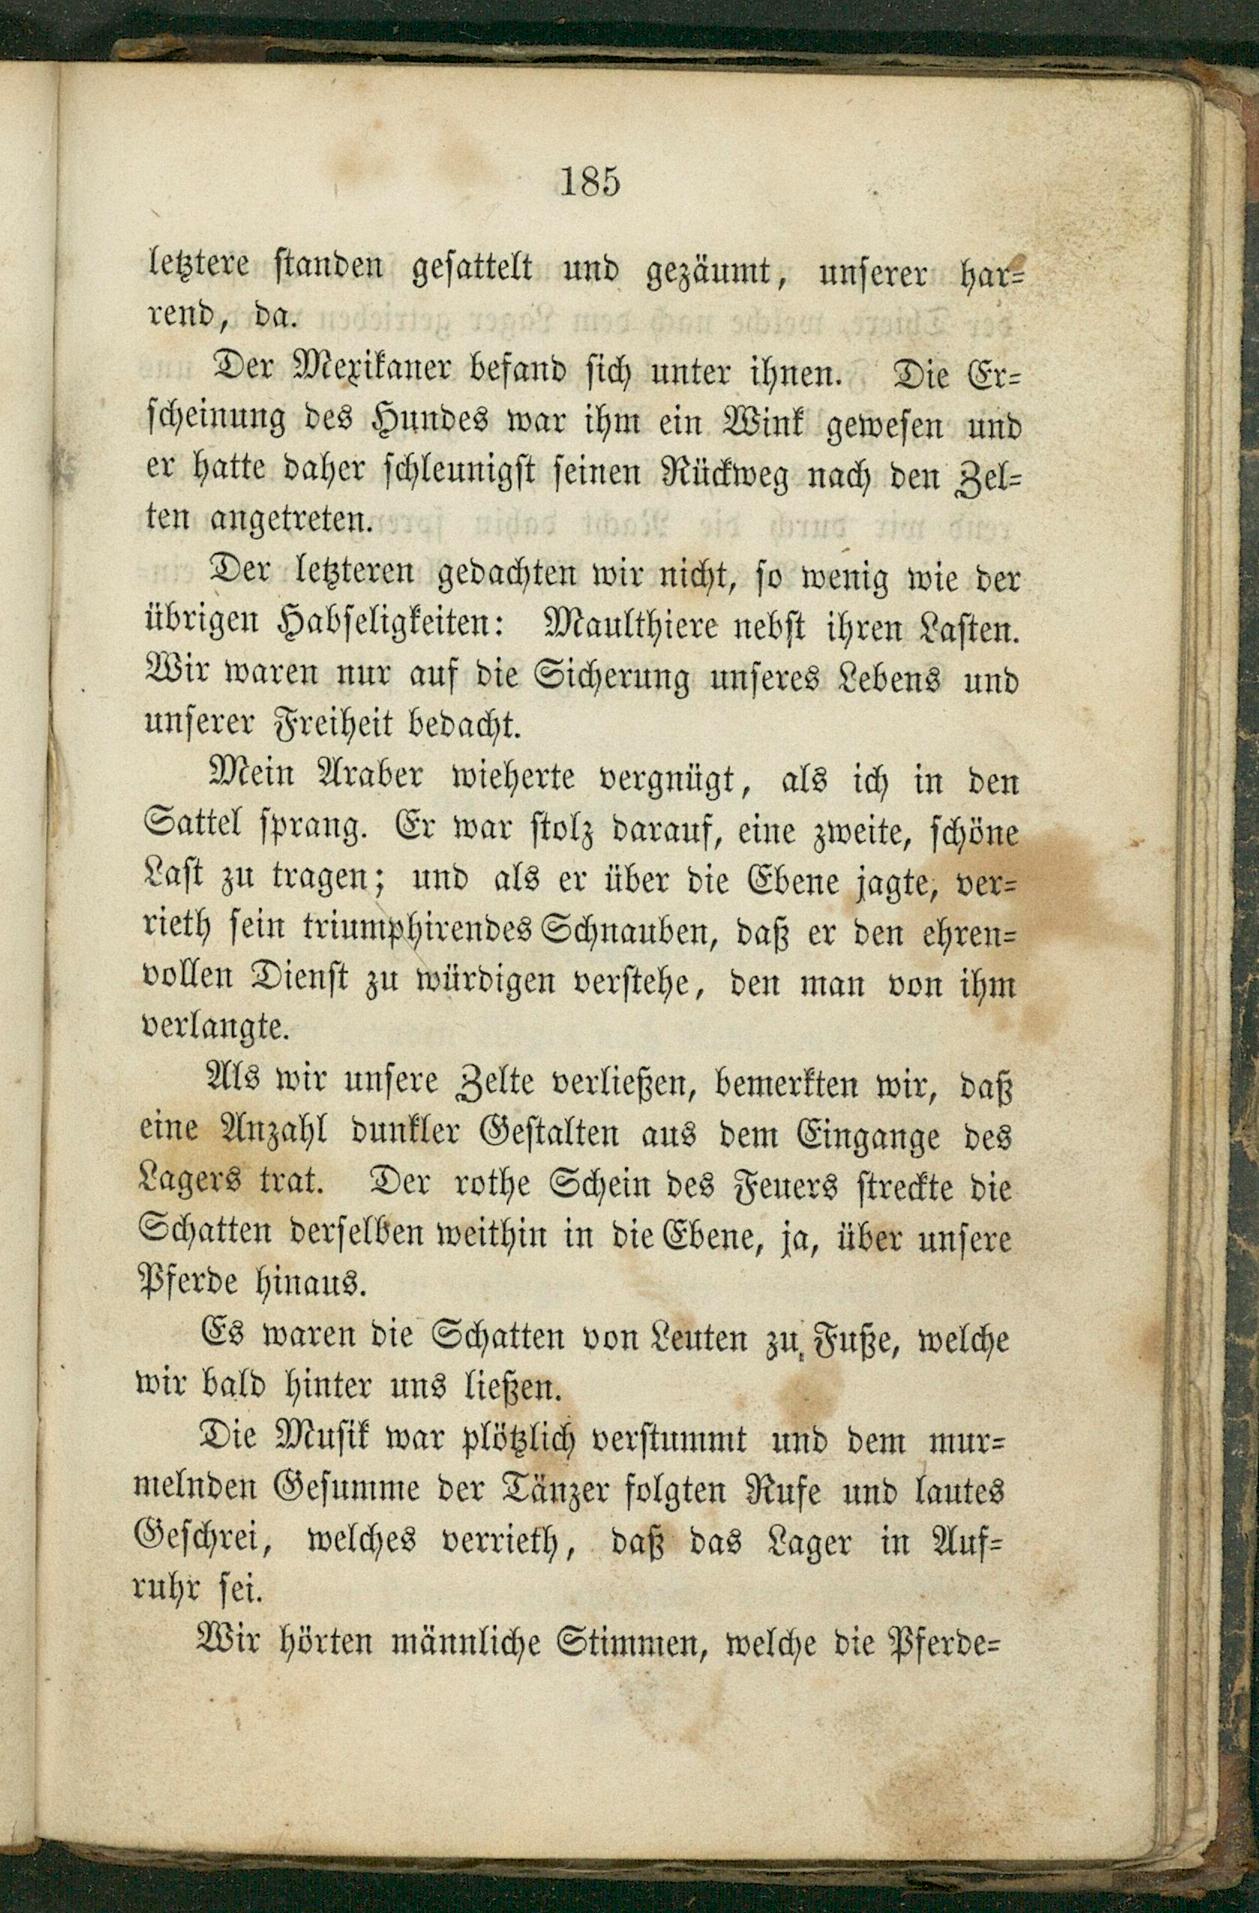 185
letztere standen gesattelt und gezäumt, unserer har-
rend, da.
Der Mexikaner befand sich unter ihnen. Die Er-
scheinung des Hundes war ihm ein Wink gewesen und
er hatte daher schleunigst seinen Rückweg nach den Zel-
ten angetreten.
Der letzteren gedachten wir nicht, so wenig wie der
übrigen Habseligkeiten: Maulthiere nebst ihren Lasten.
Wir waren nur auf die Sicherung unseres Lebens und
unserer Freiheit bedacht.
Mein Araber wieherte vergnügt, als ich in den
Sattel sprang. Er war stolz darauf, eine zweite, schöne
Last zu tragen; und als er über die Ebene jagte, ver-
rieth sein triumphirendes Schnauben, daß er den ehren-
vollen Dienst zu würdigen verstehe, den man von ihm
verlangte.
Als wir unsere Zelte verließen, bemerkten wir, daß
eine Anzahl dunkler Gestalten aus dem Eingange des
Lagers trat. Der rothe Schein des Feuers streckte die
Schatten derselben weithin in die Ebene, ja, über unsere
Pferde hinaus.
Es waren die Schatten von Leuten zu Fuße, welche
wir bald hinter uns ließen.
Die Musik war plötzlich verstummt und dem mur-
melnden Gesumme der Tänzer folgten Rufe und lautes
Geschrei, welches verrieth, daß das Lager in Auf-
ruhr sei.
Wir hörten männliche Stimmen, welche die Pferde-